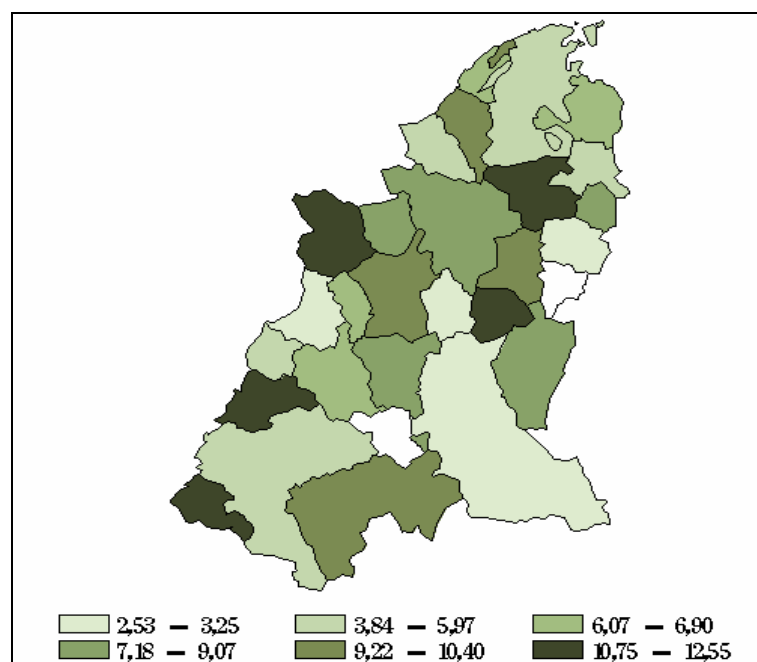 2,53 – 3,25 3,84 – 5,97 6,07 – 6,90
7,18 – 9,07 9,22 – 10,40 10,75 – 12,55